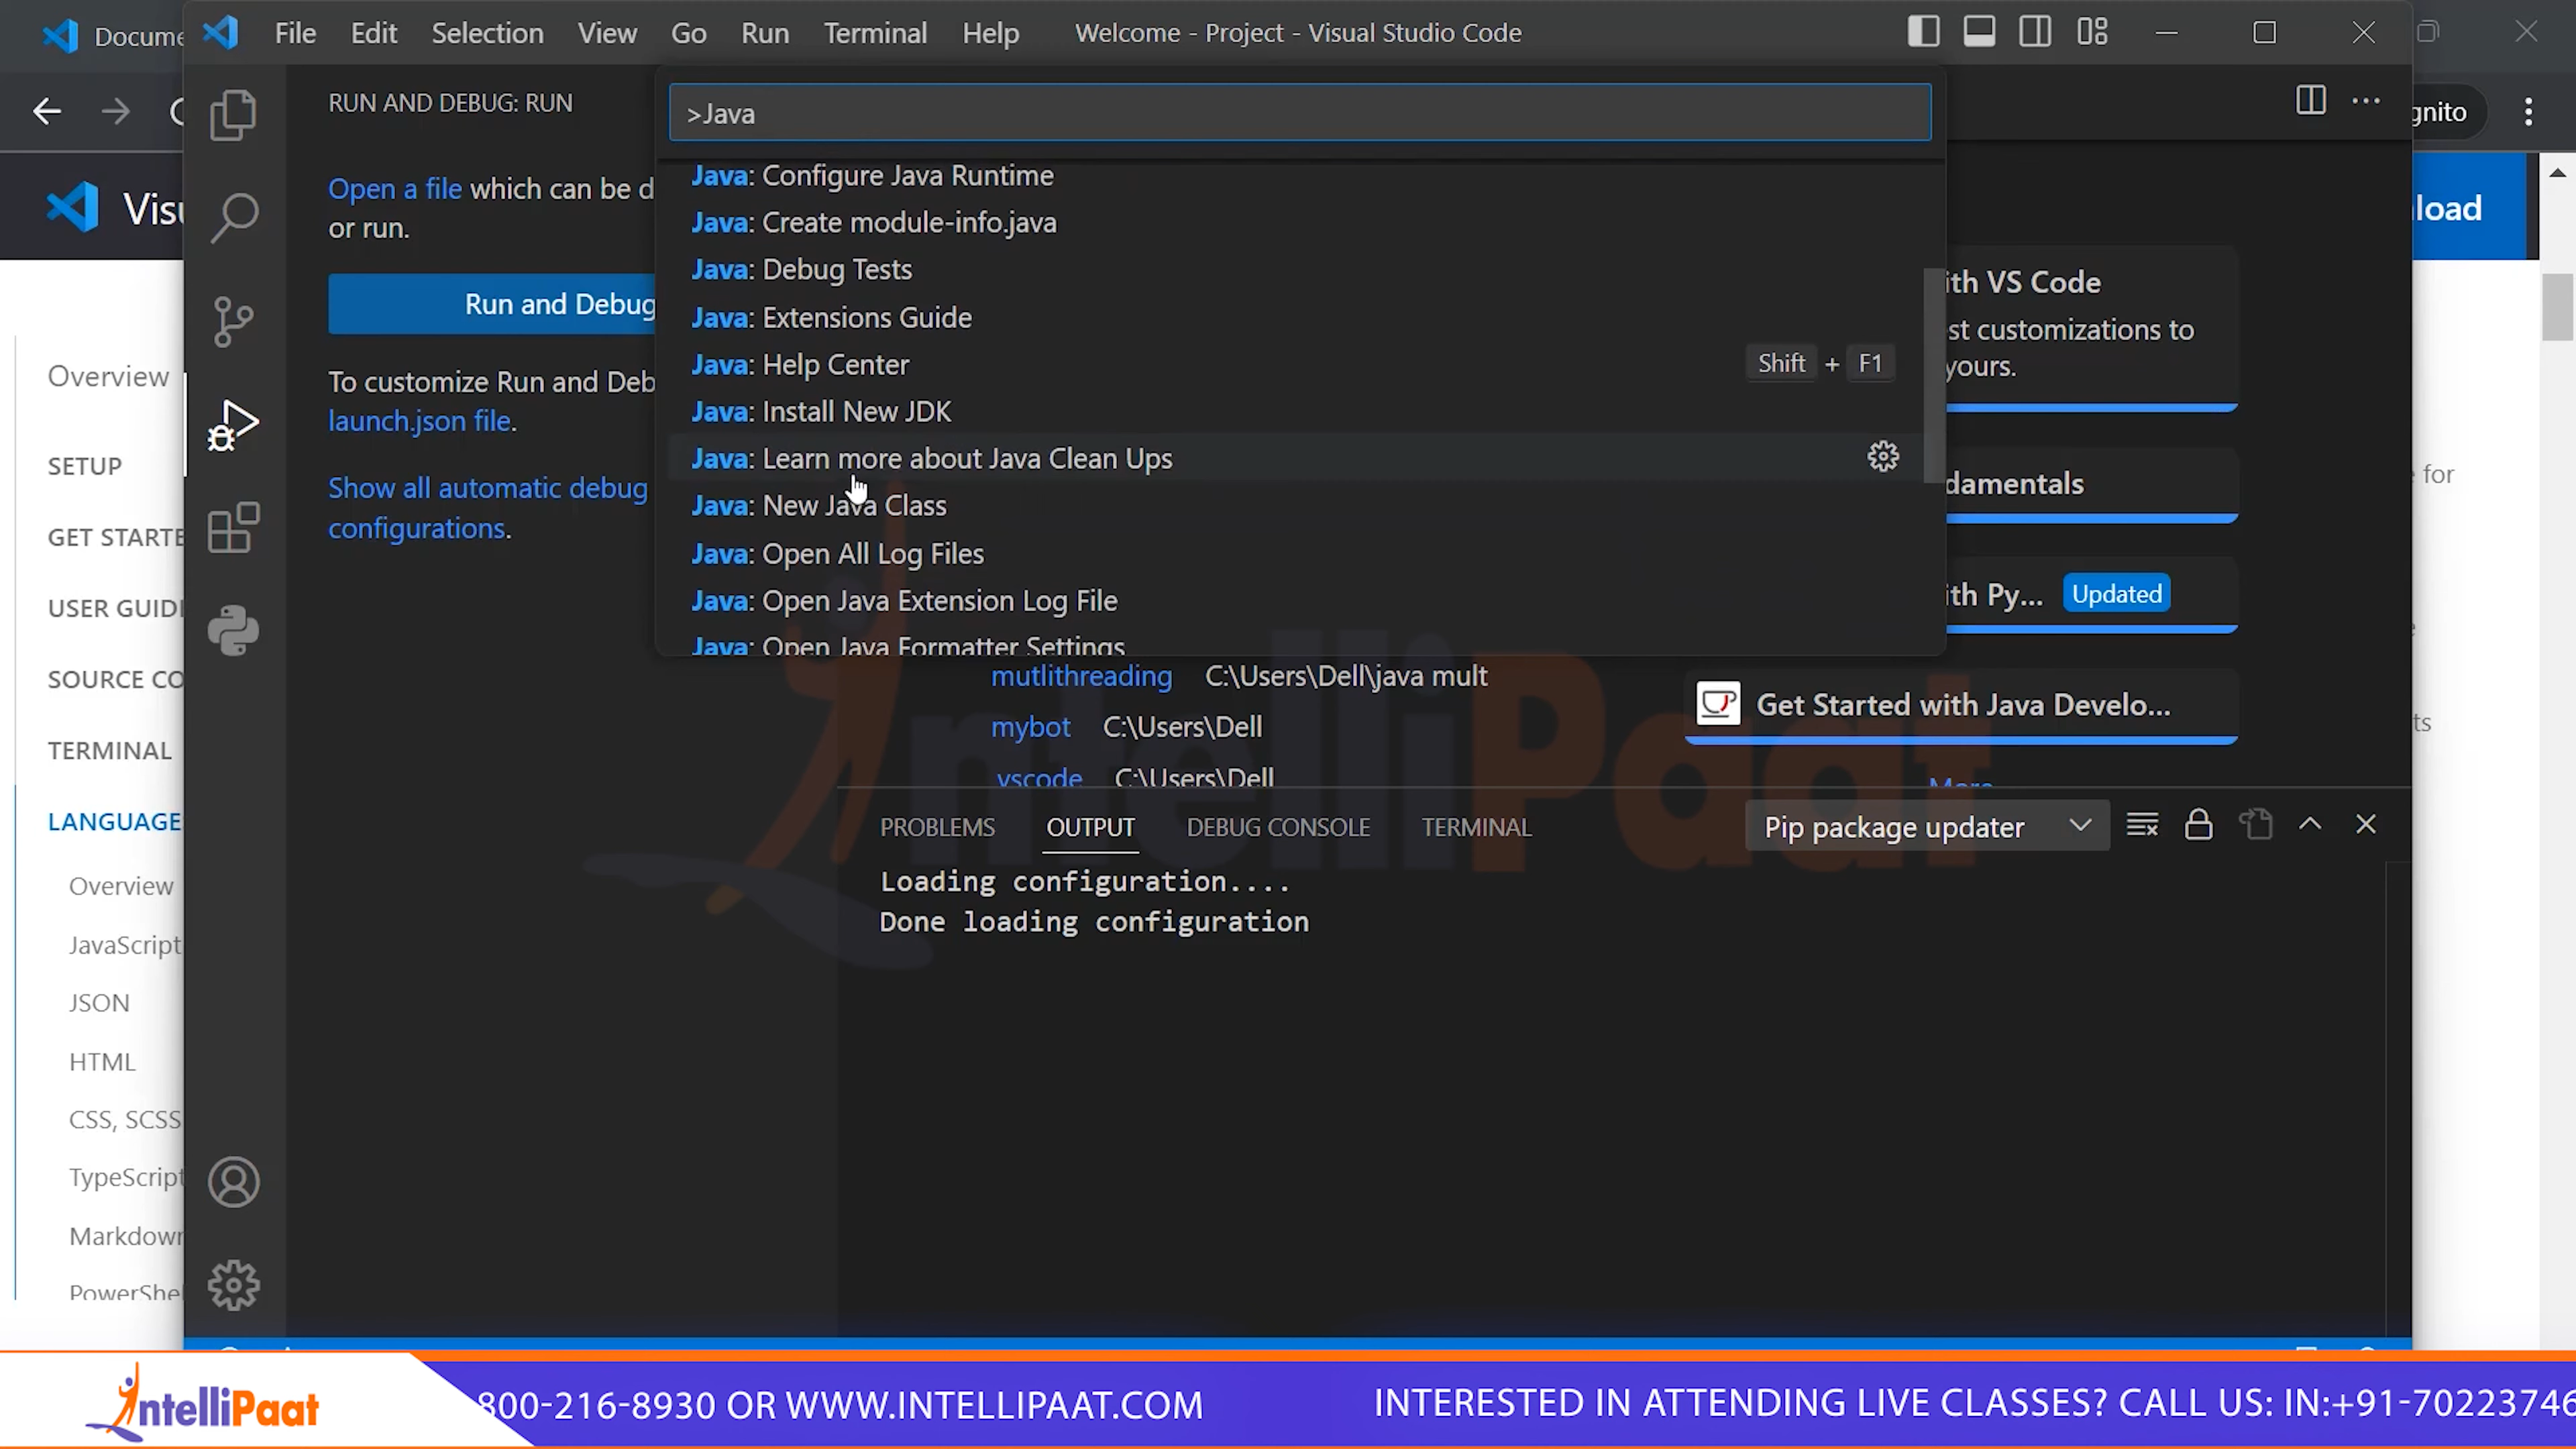 Docume
File Edit Selection View Go Run Terminal Help
Welcome - Project - Visual Studio Code
gnito
Visu
load
RUN AND DEBUG: RUN
Open a file which can be d
or run.
Run and Debug
To customize Run and Deb
launch.json file.
Show all automatic debug
configurations.
>Java
Java: Configure Java Runtime
Java: Create module-info.java
Java: Debug Tests
Java: Extensions Guide
Java: Help Center Shift + F1
Java: Install New JDK
Java: Learn more about Java Clean Ups
Java: New Java Class
Java: Open All Log Files
Java: Open Java Extension Log File
Java: Open Java Formatter Settings
ith VS Code
st customizations to
yours.
damentals
ith Py... Updated
Get Started with Java Develo...
More
mutlithreading C:\Users\Dell\java mult
mybot C:\Users\Dell
vscode C:\Users\Dell
PROBLEMS OUTPUT DEBUG CONSOLE TERMINAL
Pip package updater
Loading configuration....
Done loading configuration
Overview
SETUP
GET STARTE
USER GUIDE
SOURCE CO
TERMINAL
LANGUAGE
Overview
JavaScript
JSON
HTML
CSS, SCSS
TypeScript
Markdown
PowerShel
for
ts
IntelliPaat
IntelliPaat
800-216-8930 OR WWW.INTELLIPAAT.COM
INTERESTED IN ATTENDING LIVE CLASSES? CALL US: IN:+91-70223746